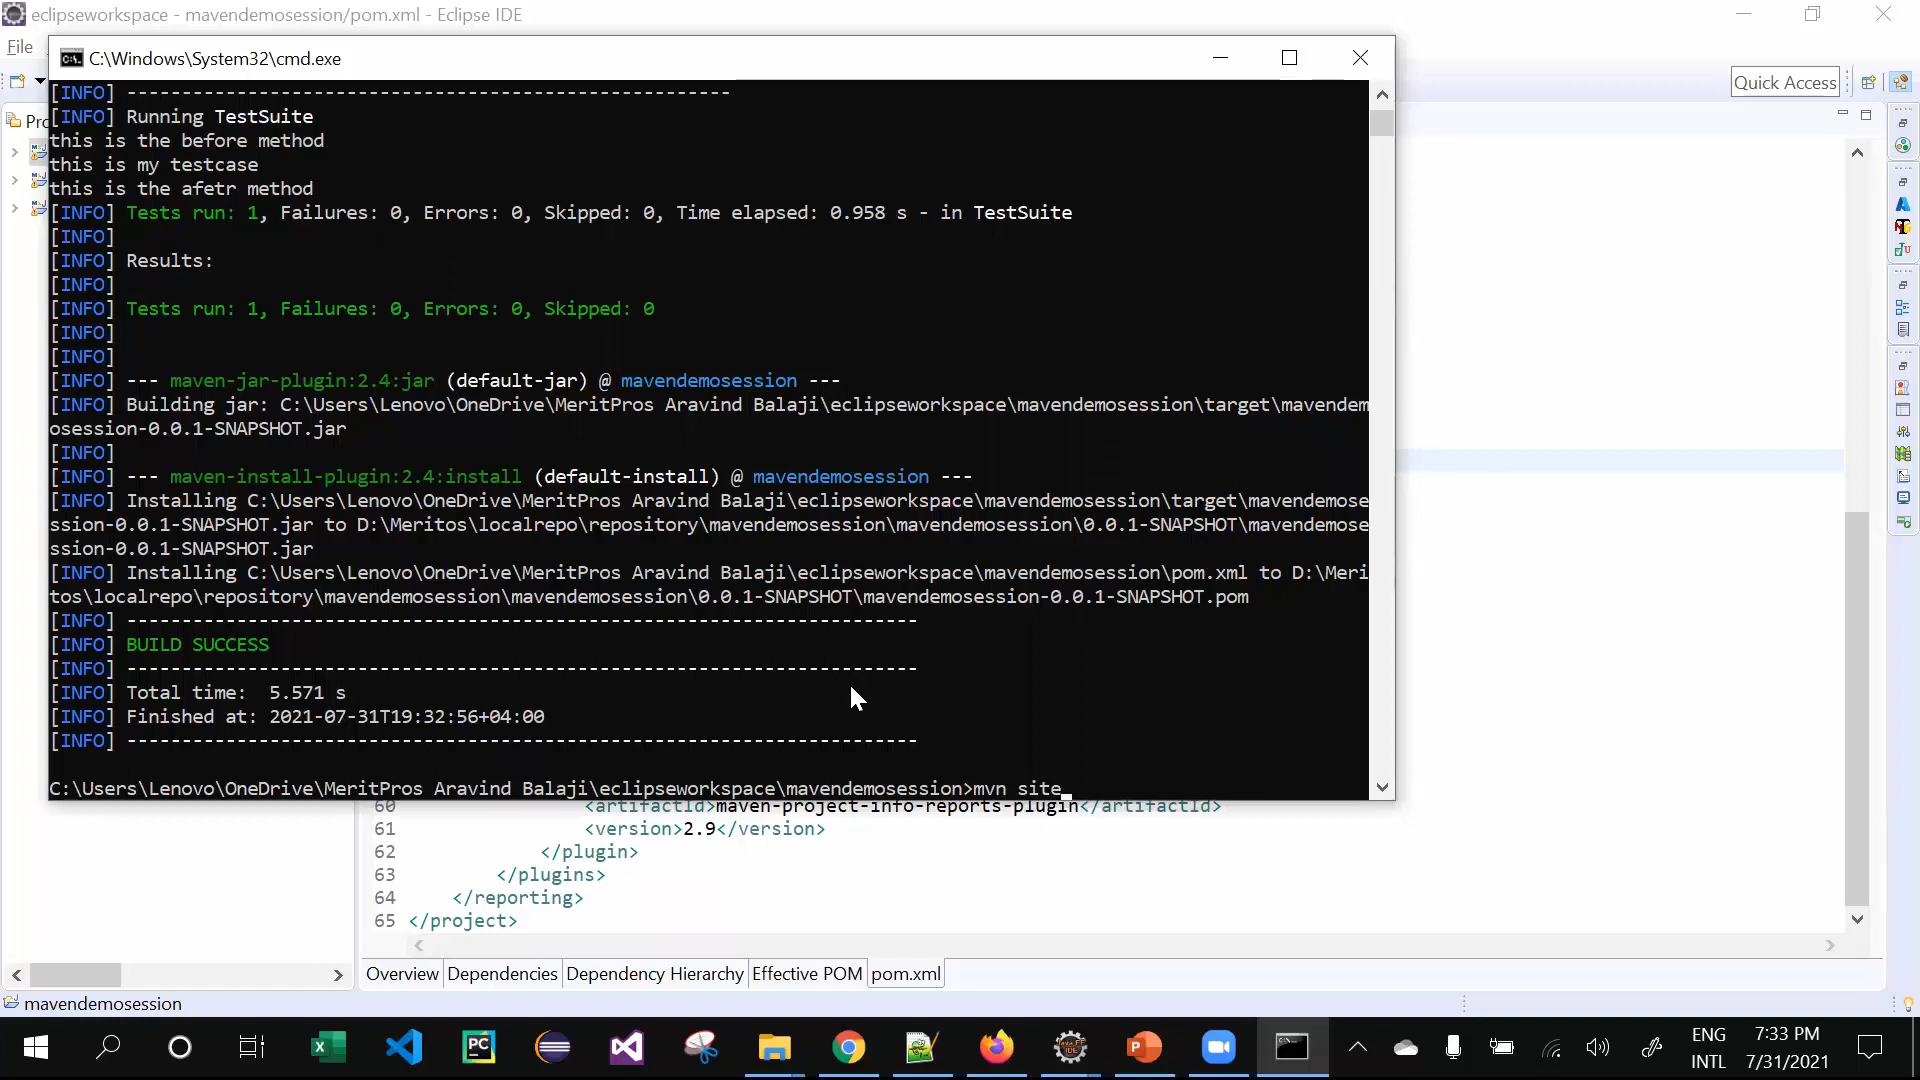 eclipseworkspace - mavendemosession/pom.xml - Eclipse IDE
File
C:\Windows\System32\cmd.exe
Quick Access
[INFO] -------------------------------------------------------
[INFO] Running TestSuite
this is the before method
this is my testcase
this is the afetr method
[INFO] Tests run: 1, Failures: 0, Errors: 0, Skipped: 0, Time elapsed: 0.958 s - in TestSuite
[INFO]
[INFO] Results:
[INFO]
[INFO] Tests run: 1, Failures: 0, Errors: 0, Skipped: 0
[INFO]
[INFO]
[INFO] --- maven-jar-plugin:2.4:jar (default-jar) @ mavendemosession ---
[INFO] Building jar: C:\Users\Lenovo\OneDrive\MeritPros Aravind Balaji\eclipseworkspace\mavendemosession\target\mavendem
osession-0.0.1-SNAPSHOT.jar
[INFO]
[INFO] --- maven-install-plugin:2.4:install (default-install) @ mavendemosession ---
[INFO] Installing C:\Users\Lenovo\OneDrive\MeritPros Aravind Balaji\eclipseworkspace\mavendemosession\target\mavendemose
ssion-0.0.1-SNAPSHOT.jar to D:\Meritos\localrepo\repository\mavendemosession\mavendemosession\0.0.1-SNAPSHOT\mavendemose
ssion-0.0.1-SNAPSHOT.jar
[INFO] Installing C:\Users\Lenovo\OneDrive\MeritPros Aravind Balaji\eclipseworkspace\mavendemosession\pom.xml to D:\Meri
tos\localrepo\repository\mavendemosession\mavendemosession\0.0.1-SNAPSHOT\mavendemosession-0.0.1-SNAPSHOT.pom
[INFO] ------------------------------------------------------------------------
[INFO] BUILD SUCCESS
[INFO] ------------------------------------------------------------------------
[INFO] Total time:  5.571 s
[INFO] Finished at: 2021-07-31T19:32:56+04:00
[INFO] ------------------------------------------------------------------------
C:\Users\Lenovo\OneDrive\MeritPros Aravind Balaji\eclipseworkspace\mavendemosession>mvn site
60 <artifactId>maven-project-info-reports-plugin</artifactId>
61 <version>2.9</version>
62 </plugin>
63 </plugins>
64 </reporting>
65 </project>
Overview Dependencies Dependency Hierarchy Effective POM pom.xml
mavendemosession
ENG 7:33 PM
INTL 7/31/2021